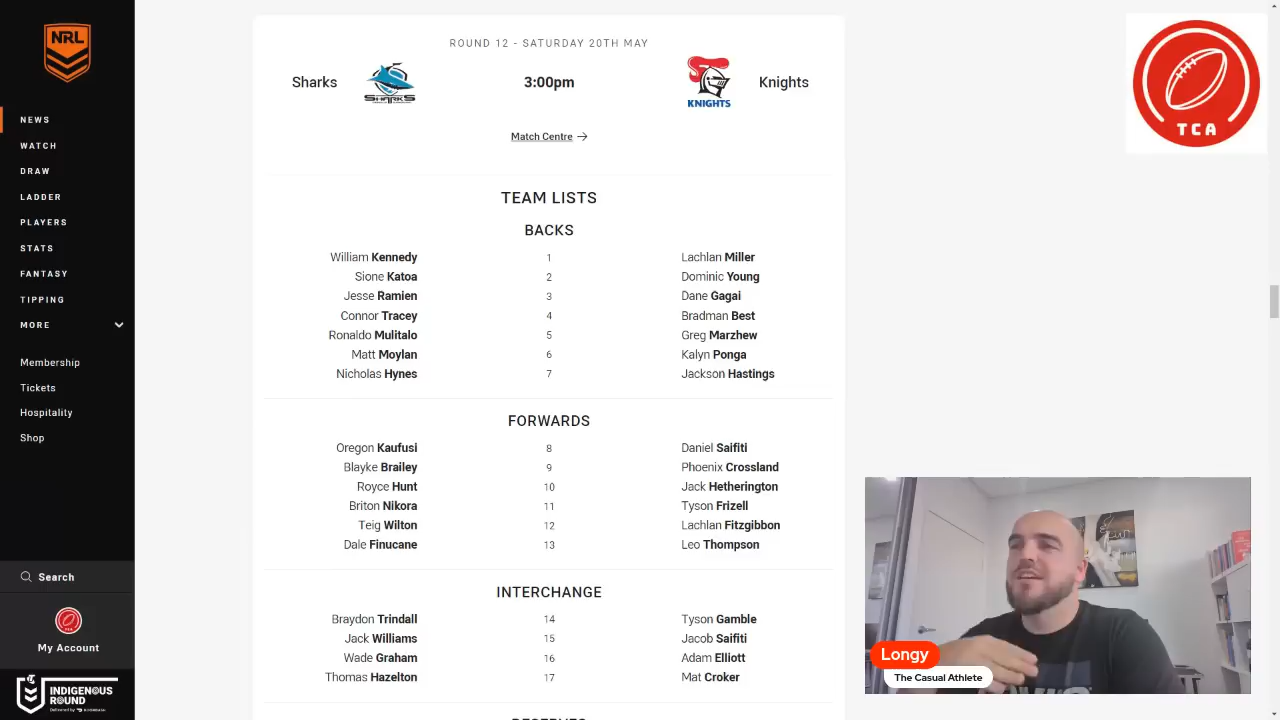 NRL
NEWS
WATCH
DRAW
LADDER
PLAYERS
STATS
FANTASY
TIPPING
MORE
Membership
Tickets
Hospitality
Shop
Search
My Account
INDIGENOUS
ROUND
ROUND 12 - SATURDAY 20TH MAY
Sharks
SHARKS
3:00pm
KNIGHTS
Knights
Match Centre
TEAM LISTS
BACKS
William Kennedy 1 Lachlan Miller
Sione Katoa 2 Dominic Young
Jesse Ramien 3 Dane Gagai
Connor Tracey 4 Bradman Best
Ronaldo Mulitalo 5 Greg Marzhew
Matt Moylan 6 Kalyn Ponga
Nicholas Hynes 7 Jackson Hastings
FORWARDS
Oregon Kaufusi 8 Daniel Saifiti
Blayke Brailey 9 Phoenix Crossland
Royce Hunt 10 Jack Hetherington
Briton Nikora 11 Tyson Frizell
Teig Wilton 12 Lachlan Fitzgibbon
Dale Finucane 13 Leo Thompson
INTERCHANGE
Braydon Trindall 14 Tyson Gamble
Jack Williams 15 Jacob Saifiti
Wade Graham 16 Adam Elliott
Thomas Hazelton 17 Mat Croker
RESERVES
TCA
Longy
The Casual Athlete